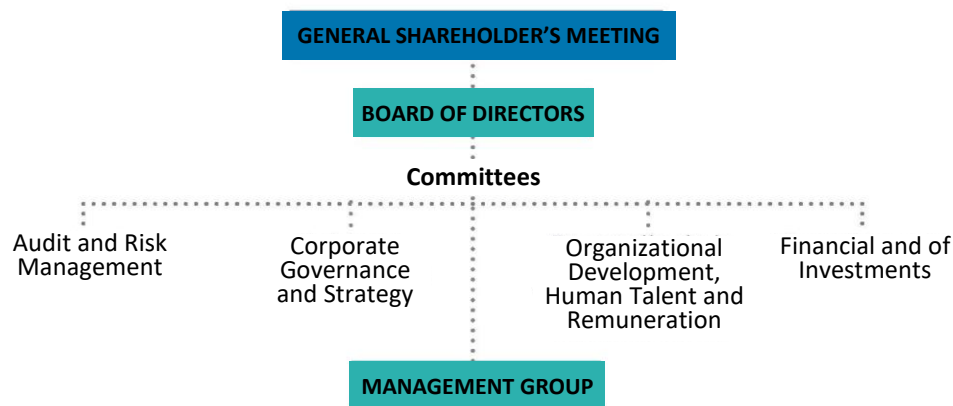 GENERAL SHAREHOLDER’S MEETING
BOARD OF DIRECTORS
Committees
Audit and Risk
Management
Corporate
Governance
and Strategy
Organizational
Development,
Human Talent and
Remuneration
Financial and of
Investments
MANAGEMENT GROUP